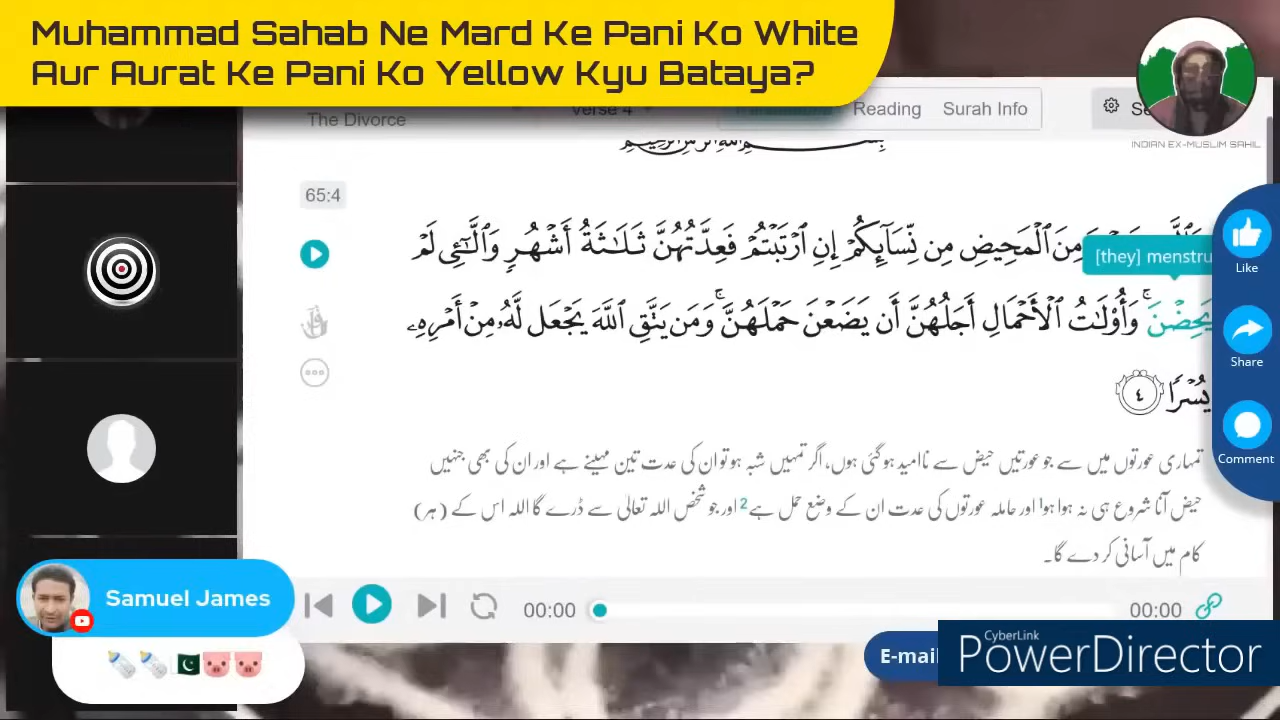 Muhammad Sahab Ne Mard Ke Pani Ko White
Aur Aurat Ke Pani Ko Yellow Kyu Bataya?
The Divorce
Verse 4
Reading
Surah Info
INDIAN EX-MUSLIM SAHIL
65:4
مِنَ ٱلْمَحِيضِ مِن نِّسَآئِكُمْ إِنِ ٱرْتَبْتُمْ فَعِدَّتُهُنَّ ثَلَـٰثَةُ أَشْهُرٍ وَٱلَّـٰٓـِٔى لَمْ
[they] menstru
يَحِضْنَ ۚ وَأُو۟لَـٰتُ ٱلْأَحْمَالِ أَجَلُهُنَّ أَن يَضَعْنَ حَمْلَهُنَّ ۚ وَمَن يَتَّقِ ٱللَّهَ يَجْعَل لَّهُۥ مِنْ أَمْرِهِۦ
يُسْرًا ٤
تمہاری عورتوں میں سے جو عورتیں حیض سے ناامید ہو گئی ہوں، اگر تمہیں شبہ ہو تو ان کی عدت تین مہینے ہے اور ان کی بھی جنہیں
حیض آنا شروع ہی نہ ہوا ہو1 اور حاملہ عورتوں کی عدت ان کے وضع حمل ہے2 اور جو شخص اللہ تعالیٰ سے ڈرے گا اللہ اس کے (ہر)
کام میں آسانی کر دے گا۔
Like
Share
Comment
Samuel James
00:00
00:00
E-mail
CyberLink
PowerDirector